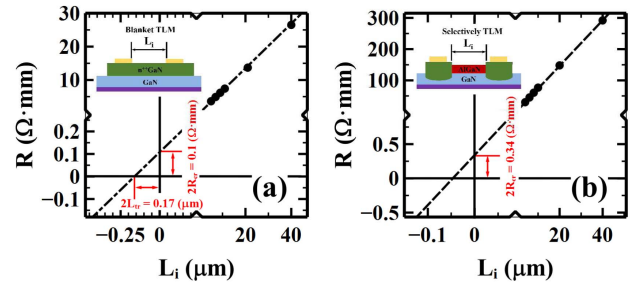 Blanket TLM
Lᵢ
n⁺⁺GaN
GaN
R (Ω·mm)
30
20
10
0.2
0.1
0
-0.1
2Rcr = 0.1 (Ω·mm)
2Ltr = 0.17 (µm)
(a)
-0.25 0 20 40
Lᵢ (µm)
Selectively TLM
Lᵢ
AlGaN
GaN
R (Ω·mm)
300
200
100
0.5
0
-0.5
2Rcr = 0.34 (Ω·mm)
(b)
-0.1 0 20 40
Lᵢ (µm)